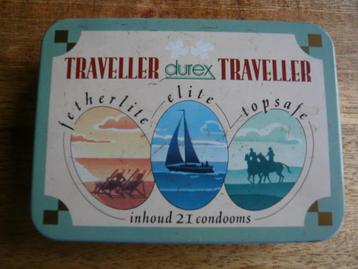 TRAVELLER durex TRAVELLER
fetherlite elite topsafe
inhoud 21 condooms